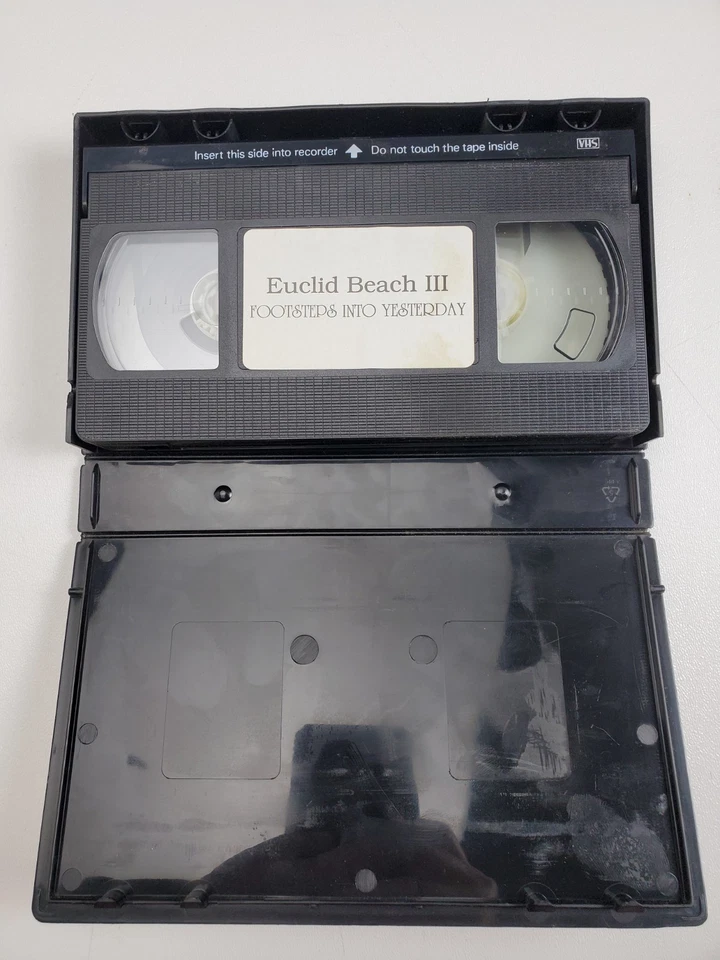 Insert this side into recorder Do not touch the tape inside VHS
Euclid Beach III
FOOTSTEPS INTO YESTERDAY